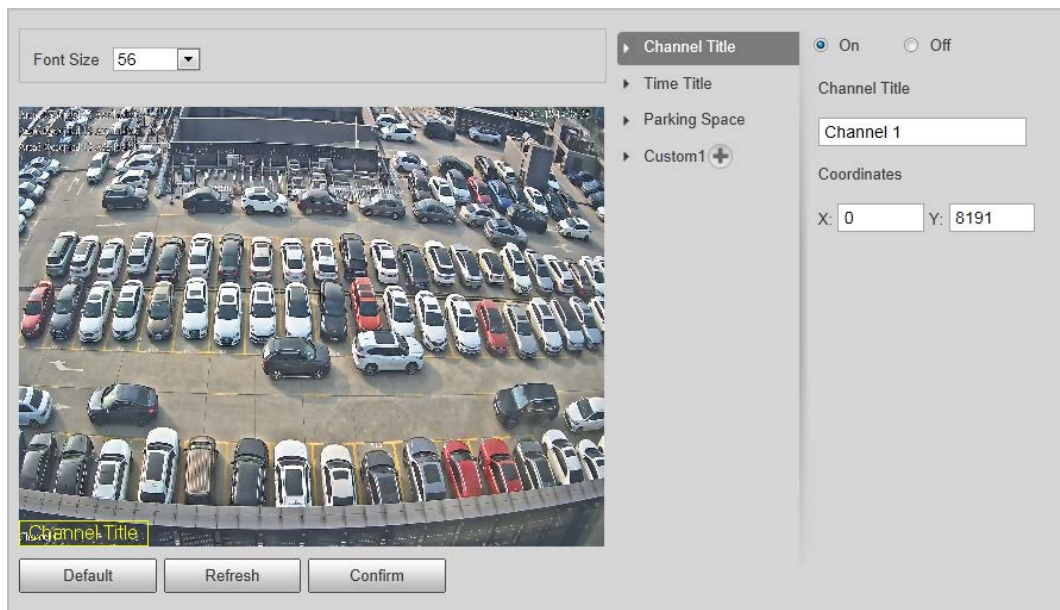 Font Size 56
Channel Title
On Off
Time Title
Channel Title
Parking Space
Channel 1
Custom1
Coordinates
X: 0 Y: 8191
Channel Title
Default Refresh Confirm